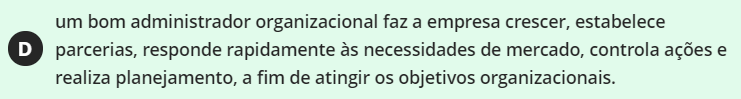 um bom administrador organizacional faz a empresa crescer, estabelece
D parcerias, responde rapidamente às necessidades de mercado, controla ações e
realiza planejamento, a fim de atingir os objetivos organizacionais.